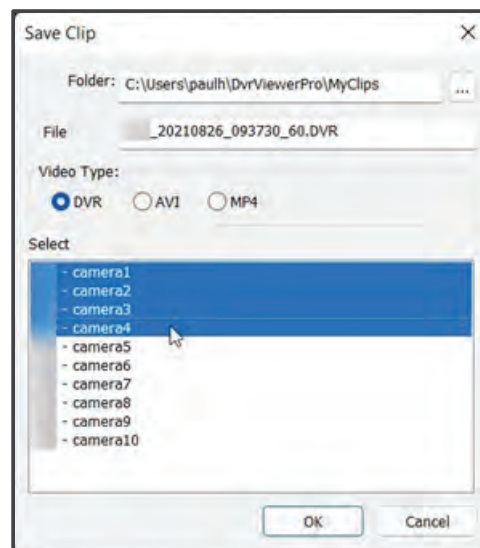 Save Clip
Folder: C:\Users\paulh\DvrViewerPro\MyClips ...
File _20210826_093730_60.DVR
Video Type:
DVR AVI MP4
Select
- camera1
- camera2
- camera3
- camera4
- camera5
- camera6
- camera7
- camera8
- camera9
- camera10
OK Cancel